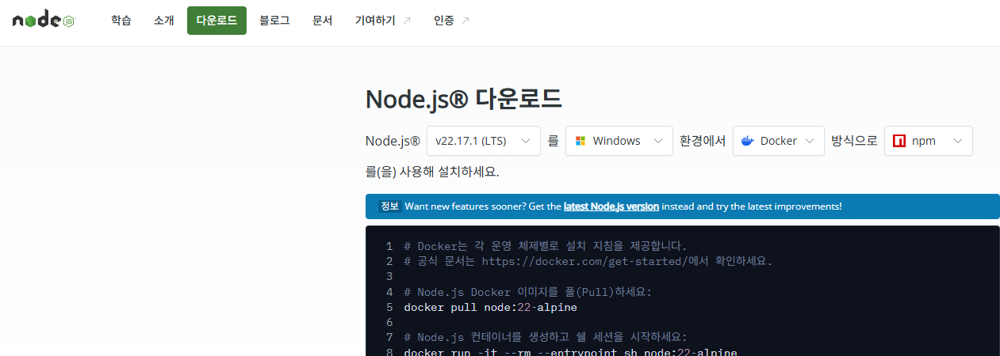 node js
학습 소개 다운로드 블로그 문서 기여하기 인증
Node.js® 다운로드
Node.js® v22.17.1 (LTS) 를 Windows 환경에서 Docker 방식으로 npm
를(을) 사용해 설치하세요.
정보 Want new features sooner? Get the latest Node.js version instead and try the latest improvements!
1 # Docker는 각 운영 체제별로 설치 지침을 제공합니다.
2 # 공식 문서는 https://docker.com/get-started/에서 확인하세요.
3
4 # Node.js Docker 이미지를 풀(Pull)하세요:
5 docker pull node:22-alpine
6
7 # Node.js 컨테이너를 생성하고 쉘 세션을 시작하세요:
8 docker run -it --rm --entrypoint sh node:22-alpine